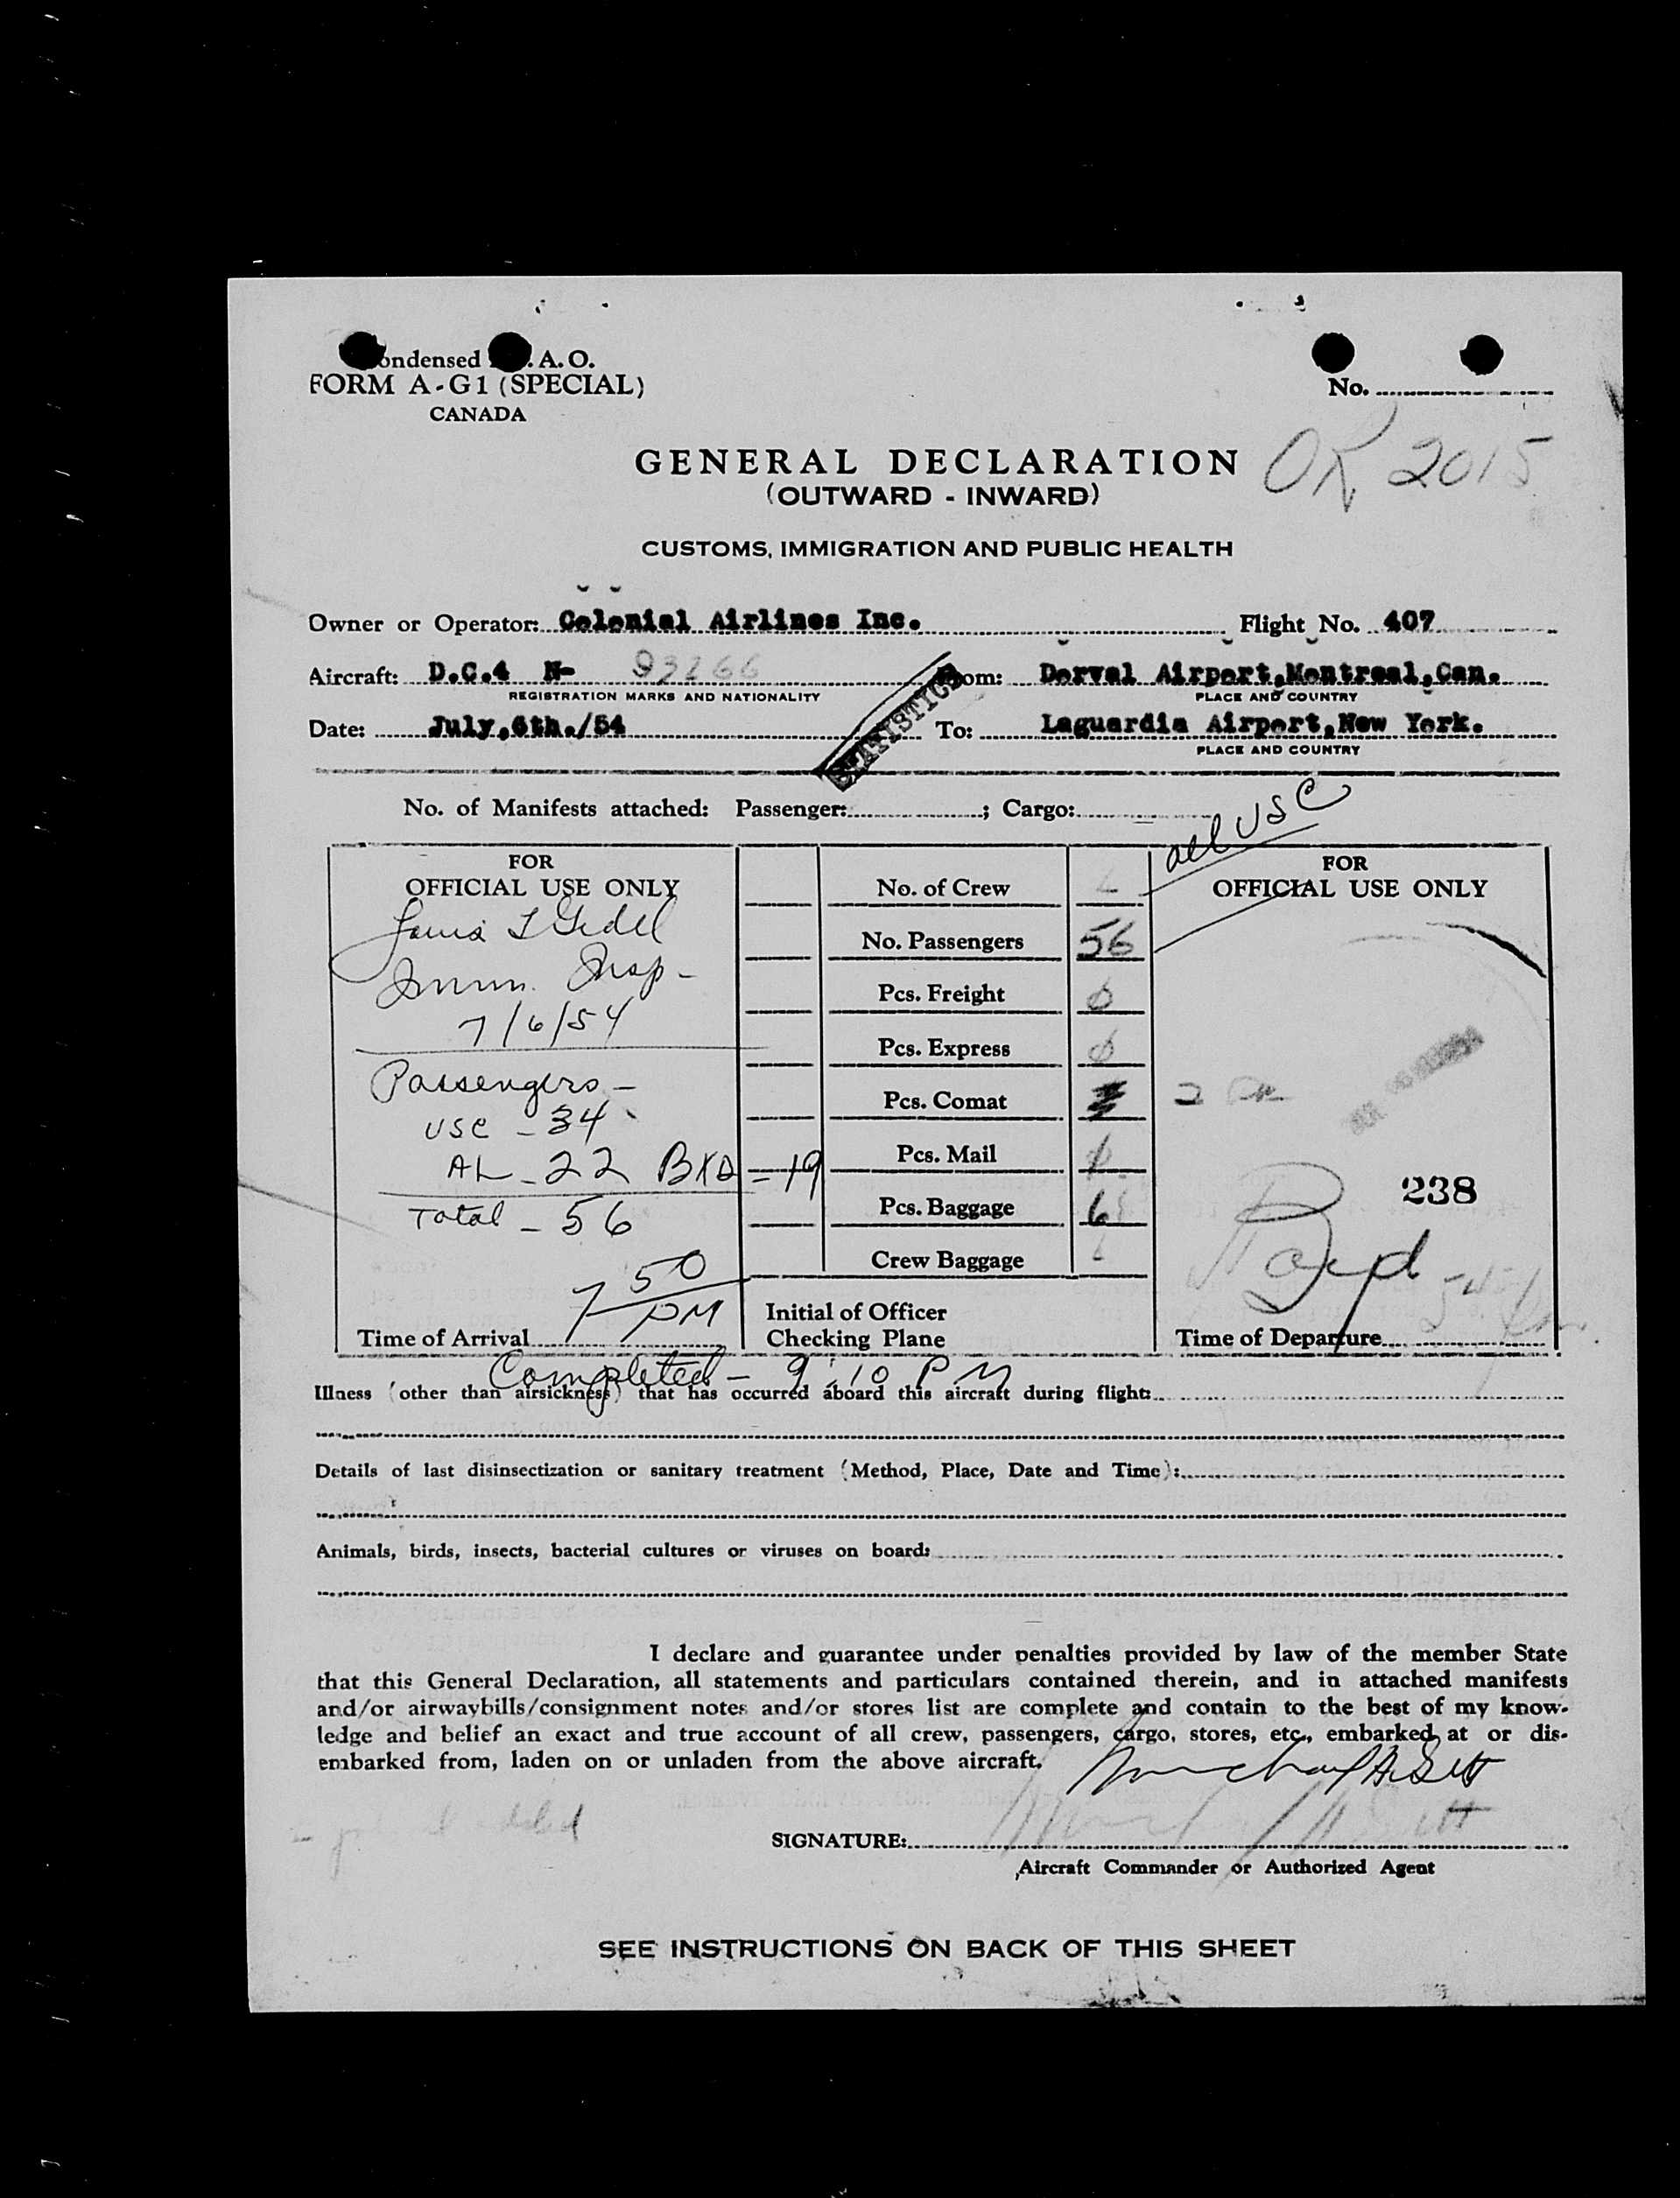 ondensed . A. O.
FORM A-G1 (SPECIAL)
CANADA
No.
OK 2015
GENERAL DECLARATION
(OUTWARD - INWARD)
CUSTOMS, IMMIGRATION AND PUBLIC HEALTH
Owner or Operator: Colonial Airlines Inc. Flight No. 407
Aircraft: D.C.4 N- 93266 From: Dorval Airport, Montreal, Can.
REGISTRATION MARKS AND NATIONALITY PLACE AND COUNTRY
STATISTICS
Date: July, 6th./54 To: Laguardia Airport, New York.
PLACE AND COUNTRY
No. of Manifests attached: Passenger: ; Cargo:
all USC
FOR
OFFICIAL USE ONLY
Immn. Insp-
7/6/54
Passengers -
USC - 34
AL - 22 BXD = 19
Total - 56
7 50
PM
Time of Arrival
No. of Crew
No. Passengers 56
Pcs. Freight 0
Pcs. Express 0
Pcs. Comat
Pcs. Mail
Pcs. Baggage
Crew Baggage
Initial of Officer
Checking Plane
FOR
OFFICIAL USE ONLY
238
Time of Departure
Completed - 9:10 PM
Illness (other than airsickness) that has occurred aboard this aircraft during flight:
Details of last disinsectization or sanitary treatment (Method, Place, Date and Time):
Animals, birds, insects, bacterial cultures or viruses on board:
I declare and guarantee under penalties provided by law of the member State
that this General Declaration, all statements and particulars contained therein, and in attached manifests
and/or airwaybills/consignment notes and/or stores list are complete and contain to the best of my know-
ledge and belief an exact and true account of all crew, passengers, cargo, stores, etc., embarked at or dis-
embarked from, laden on or unladen from the above aircraft.
SIGNATURE:
Aircraft Commander or Authorized Agent
SEE INSTRUCTIONS ON BACK OF THIS SHEET